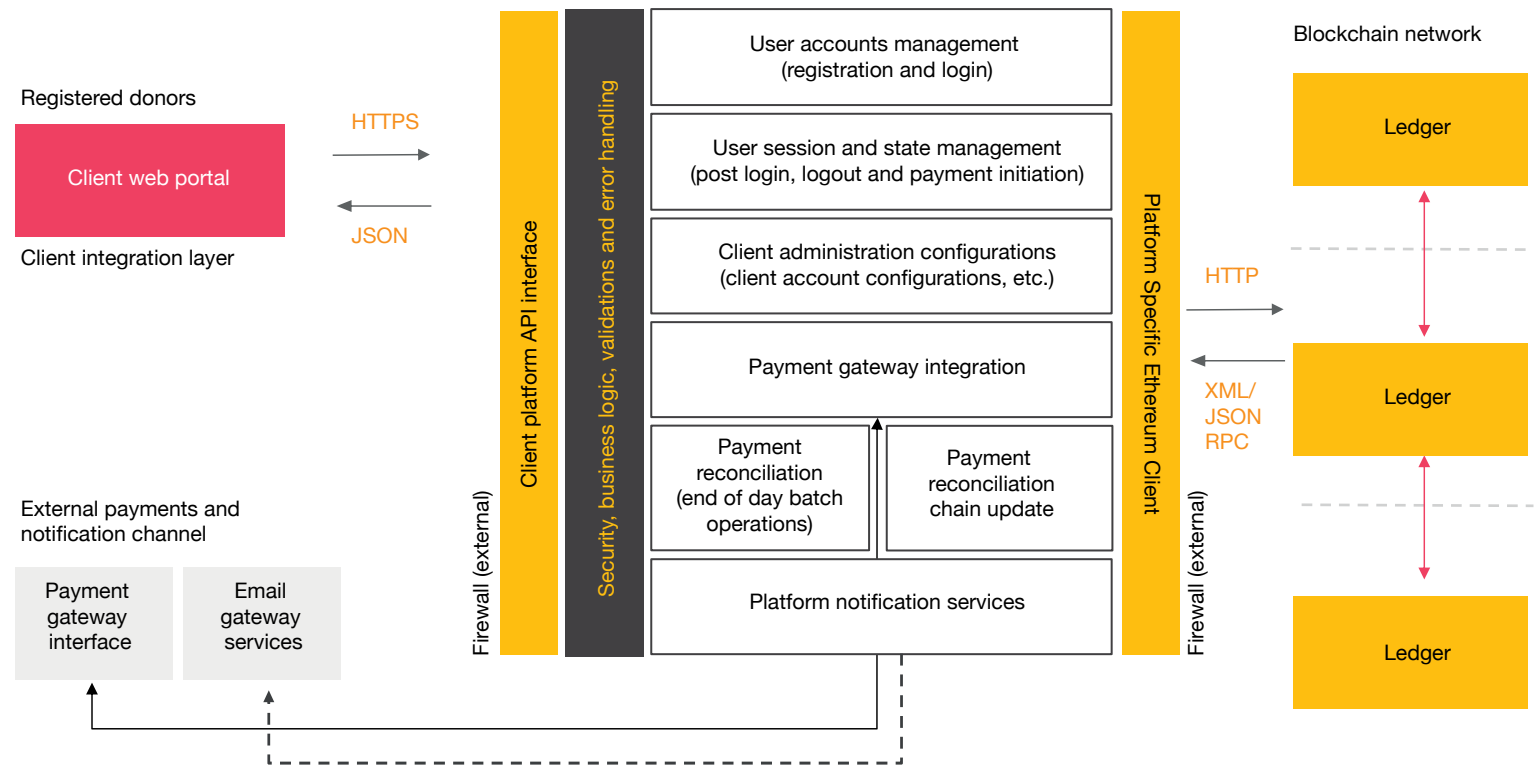 Registered donors
Client web portal
Client integration layer
HTTPS
JSON
External payments and
notification channel
Payment
gateway
interface
Email
gateway
services
Firewall (external)
Client platform API interface
Security, business logic, validations and error handling
User accounts management
(registration and login)
User session and state management
(post login, logout and payment initiation)
Client administration configurations
(client account configurations, etc.)
Payment gateway integration
Payment
reconciliation
(end of day batch
operations)
Payment
reconciliation
chain update
Platform notification services
Platform Specific Ethereum Client
Firewall (external)
HTTP
XML/
JSON
RPC
Blockchain network
Ledger
Ledger
Ledger